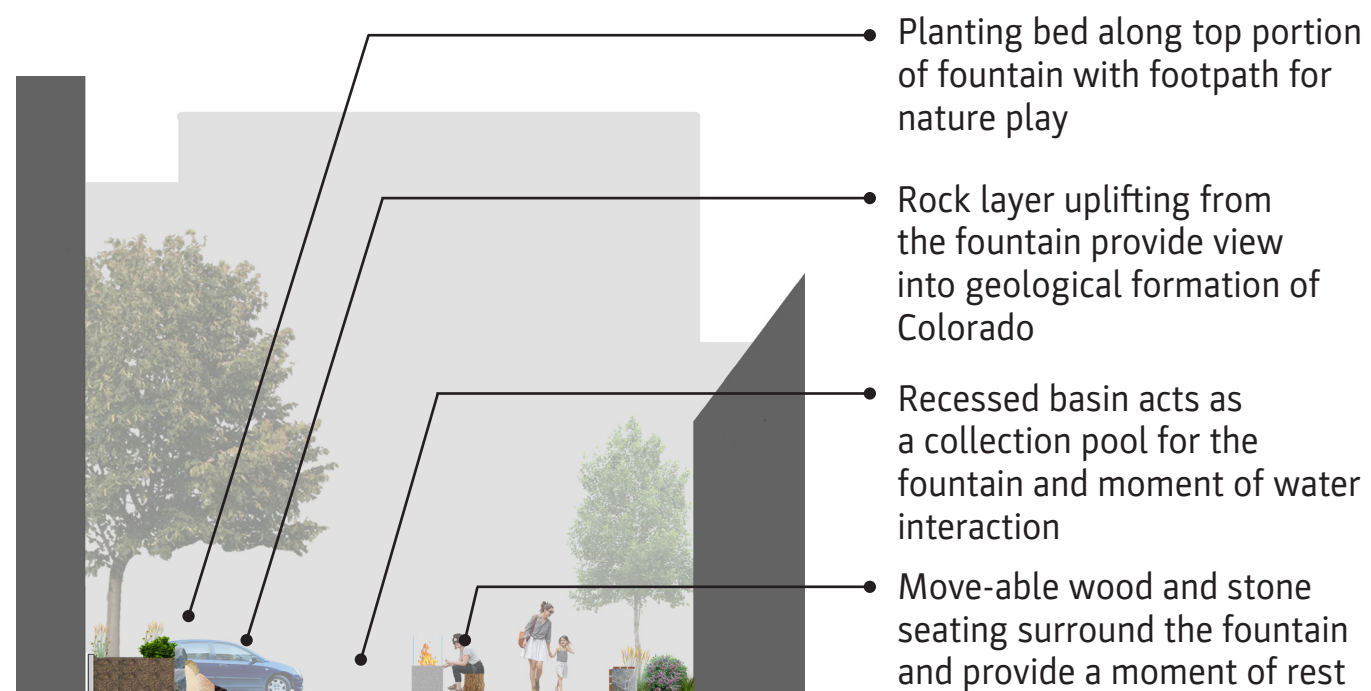 Planting bed along top portion
of fountain with footpath for
nature play
Rock layer uplifting from
the fountain provide view
into geological formation of
Colorado
Recessed basin acts as
a collection pool for the
fountain and moment of water
interaction
Move-able wood and stone
seating surround the fountain
and provide a moment of rest